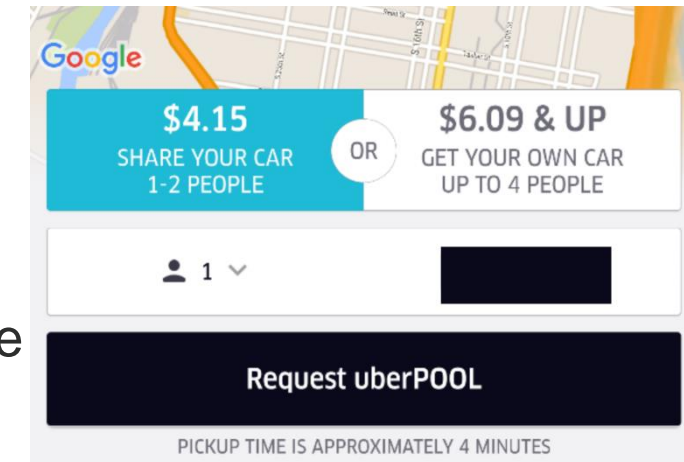 Google
$4.15
SHARE YOUR CAR
1-2 PEOPLE
OR
$6.09 & UP
GET YOUR OWN CAR
UP TO 4 PEOPLE
1
e
Request uberPOOL
PICKUP TIME IS APPROXIMATELY 4 MINUTES